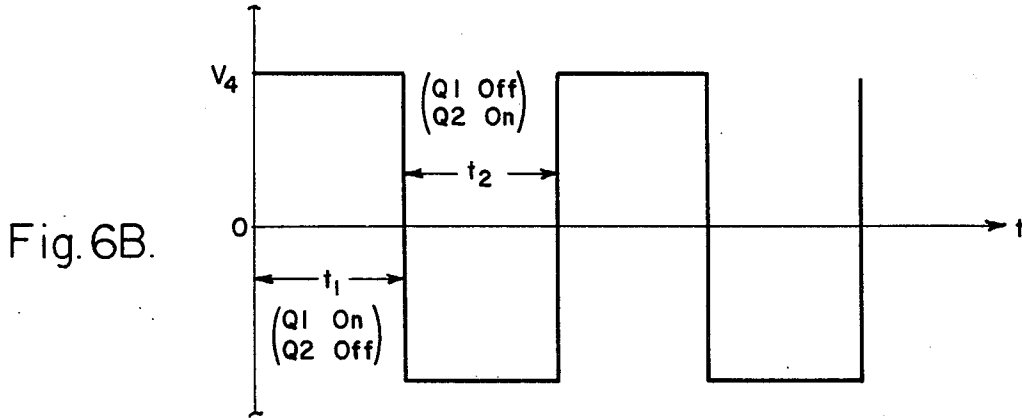 V4
(Q1 Off
Q2 On)
t2
Fig. 6B.
0
t
t1
(Q1 On
Q2 Off)